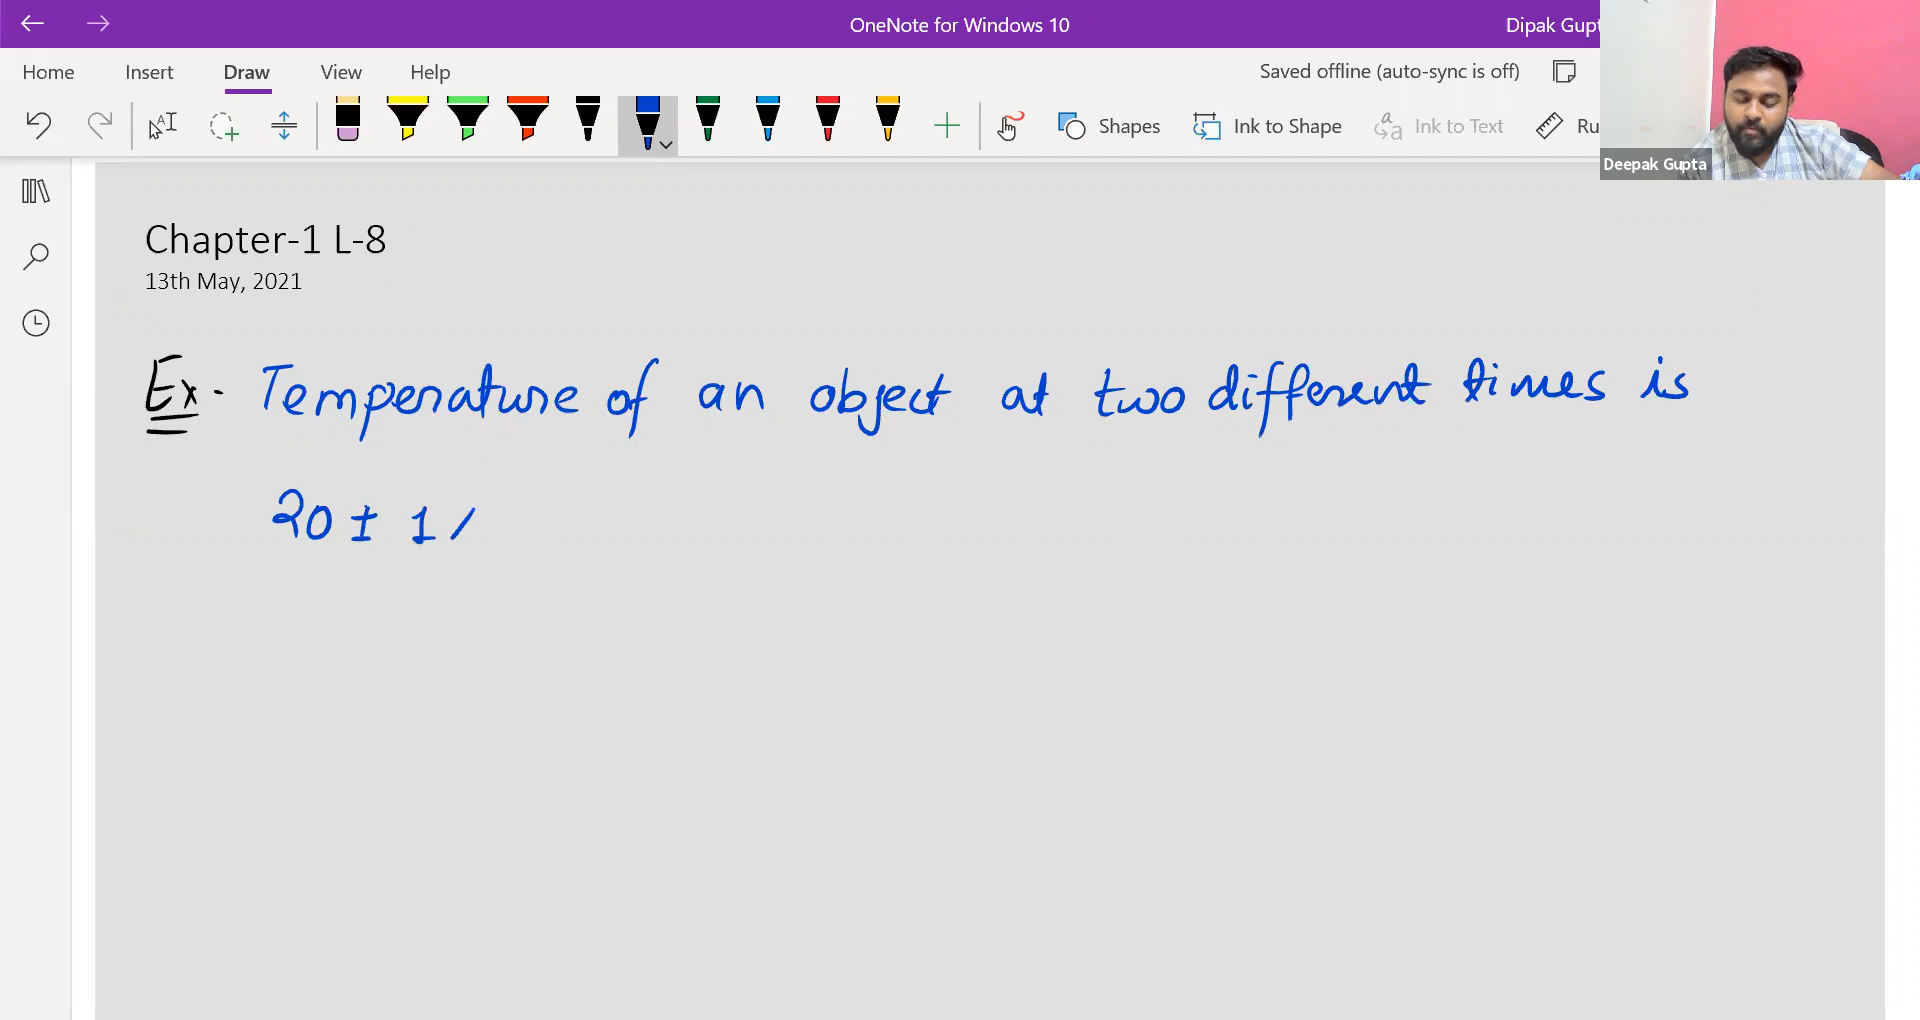 OneNote for Windows 10
Dipak Gupt
Home Insert Draw View Help
Saved offline (auto-sync is off)
Shapes Ink to Shape Ink to Text Ru
Deepak Gupta
Chapter-1 L-8
13th May, 2021
Ex- Temperature of an object at two different times is
20 ± 1 /